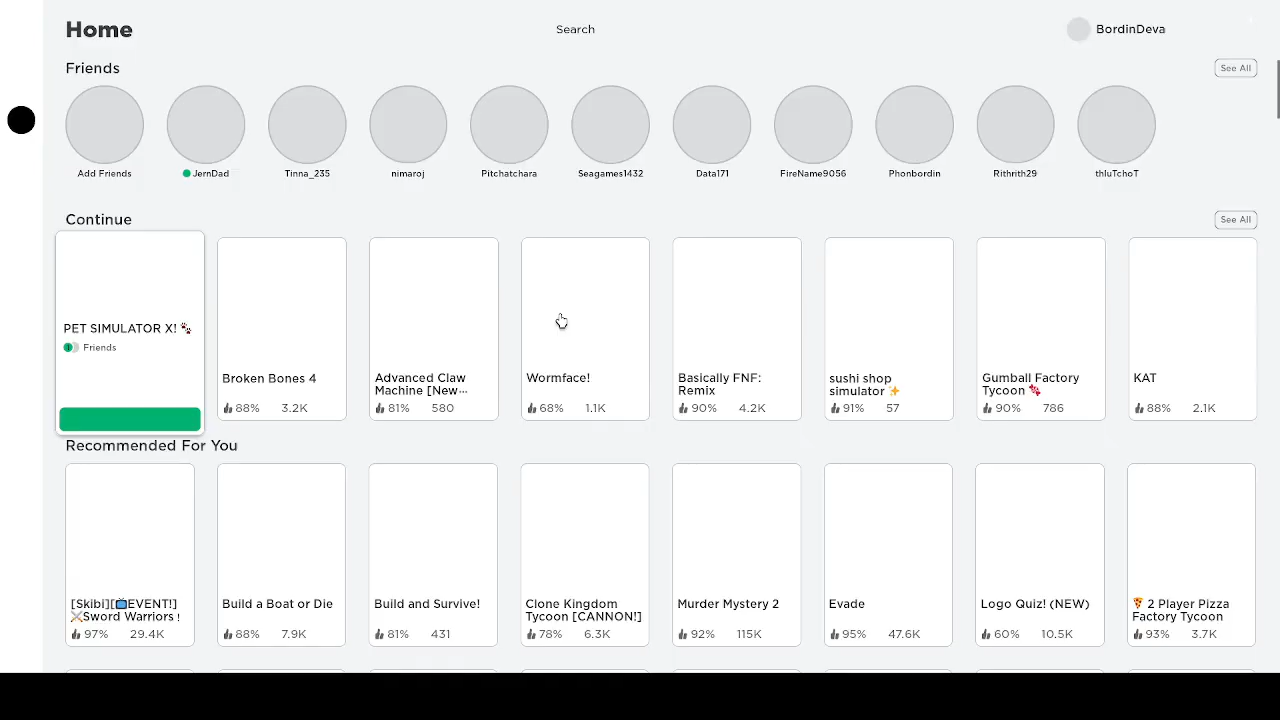 Home
Search
BordinDeva
Friends
See All
Add Friends
JernDad
Tinna_235
nimaroj
Pitchatchara
Seagames1432
Data171
FireName9056
Phonbordin
Rithrith29
thluTchoT
Continue
See All
PET SIMULATOR X! 🐾
1 Friends
Broken Bones 4
88% 3.2K
Advanced Claw
Machine [New…
81% 580
Wormface!
68% 1.1K
Basically FNF:
Remix
90% 4.2K
sushi shop
simulator ✨
91% 57
Gumball Factory
Tycoon 🍬
90% 786
KAT
88% 2.1K
Recommended For You
[Skibi][📺EVENT!]
⚔️Sword Warriors !
97% 29.4K
Build a Boat or Die
88% 7.9K
Build and Survive!
81% 431
Clone Kingdom
Tycoon [CANNON!]
78% 6.3K
Murder Mystery 2
92% 115K
Evade
95% 47.6K
Logo Quiz! (NEW)
60% 10.5K
🍕 2 Player Pizza
Factory Tycoon
93% 3.7K